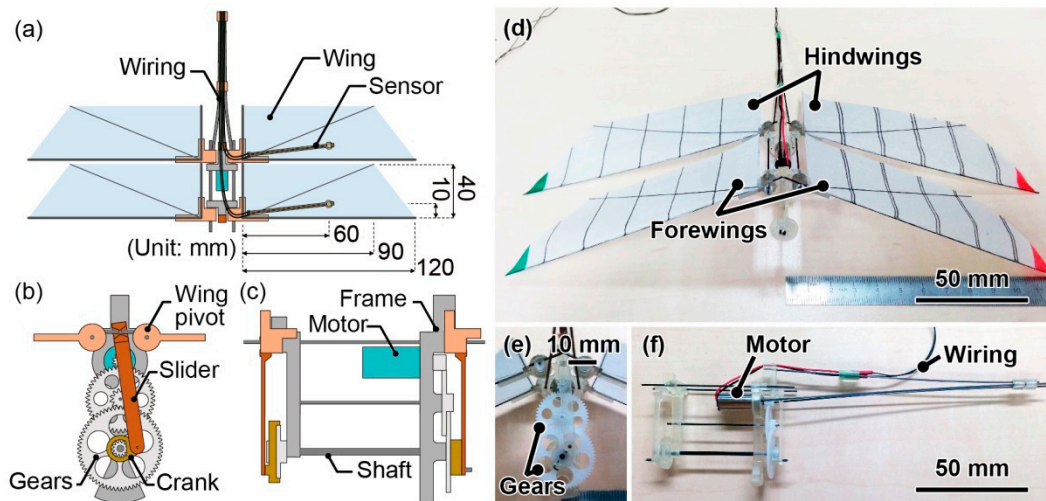 (a)
Wiring
Wing
Sensor
40
10
(Unit: mm)
60
90
120
(b)
Wing
pivot
Slider
Gears
Crank
(c)
Frame
Motor
Shaft
(d)
Hindwings
Forewings
50 mm
(e)
10 mm
Gears
(f)
Motor
Wiring
50 mm